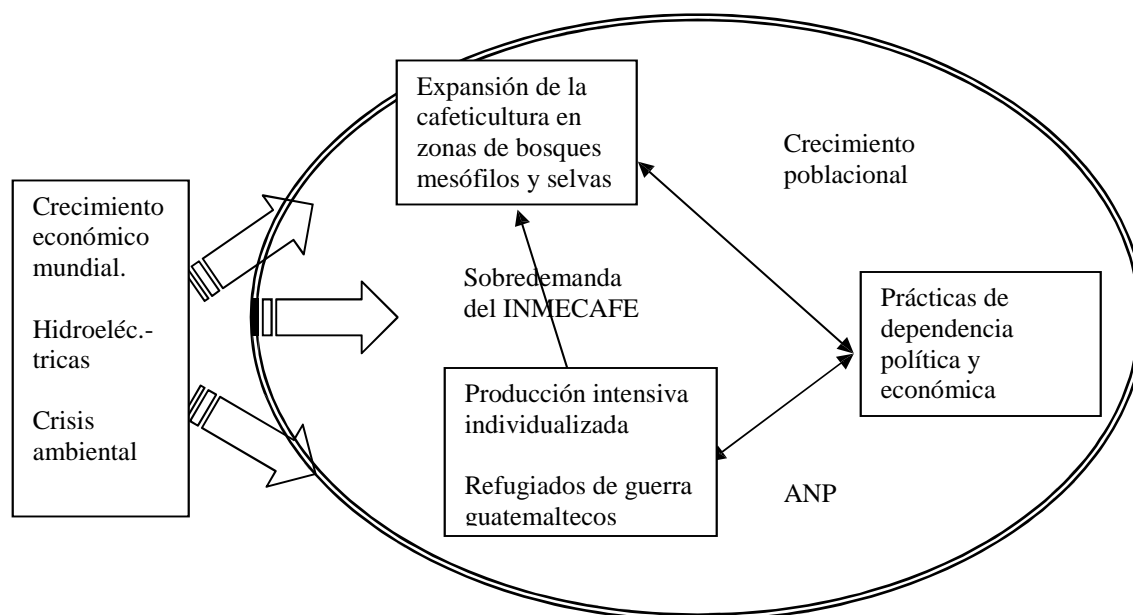 Expansión de la
cafeticultura en
zonas de bosques
mesófilos y selvas
Crecimiento
poblacional
Crecimiento
económico
mundial.
Hidroeléc.-
tricas
Crisis
ambiental
Sobredemanda
del INMECAFE
Prácticas de
dependencia
política y
económica
Producción intensiva
individualizada
Refugiados de guerra
guatemaltecos
ANP